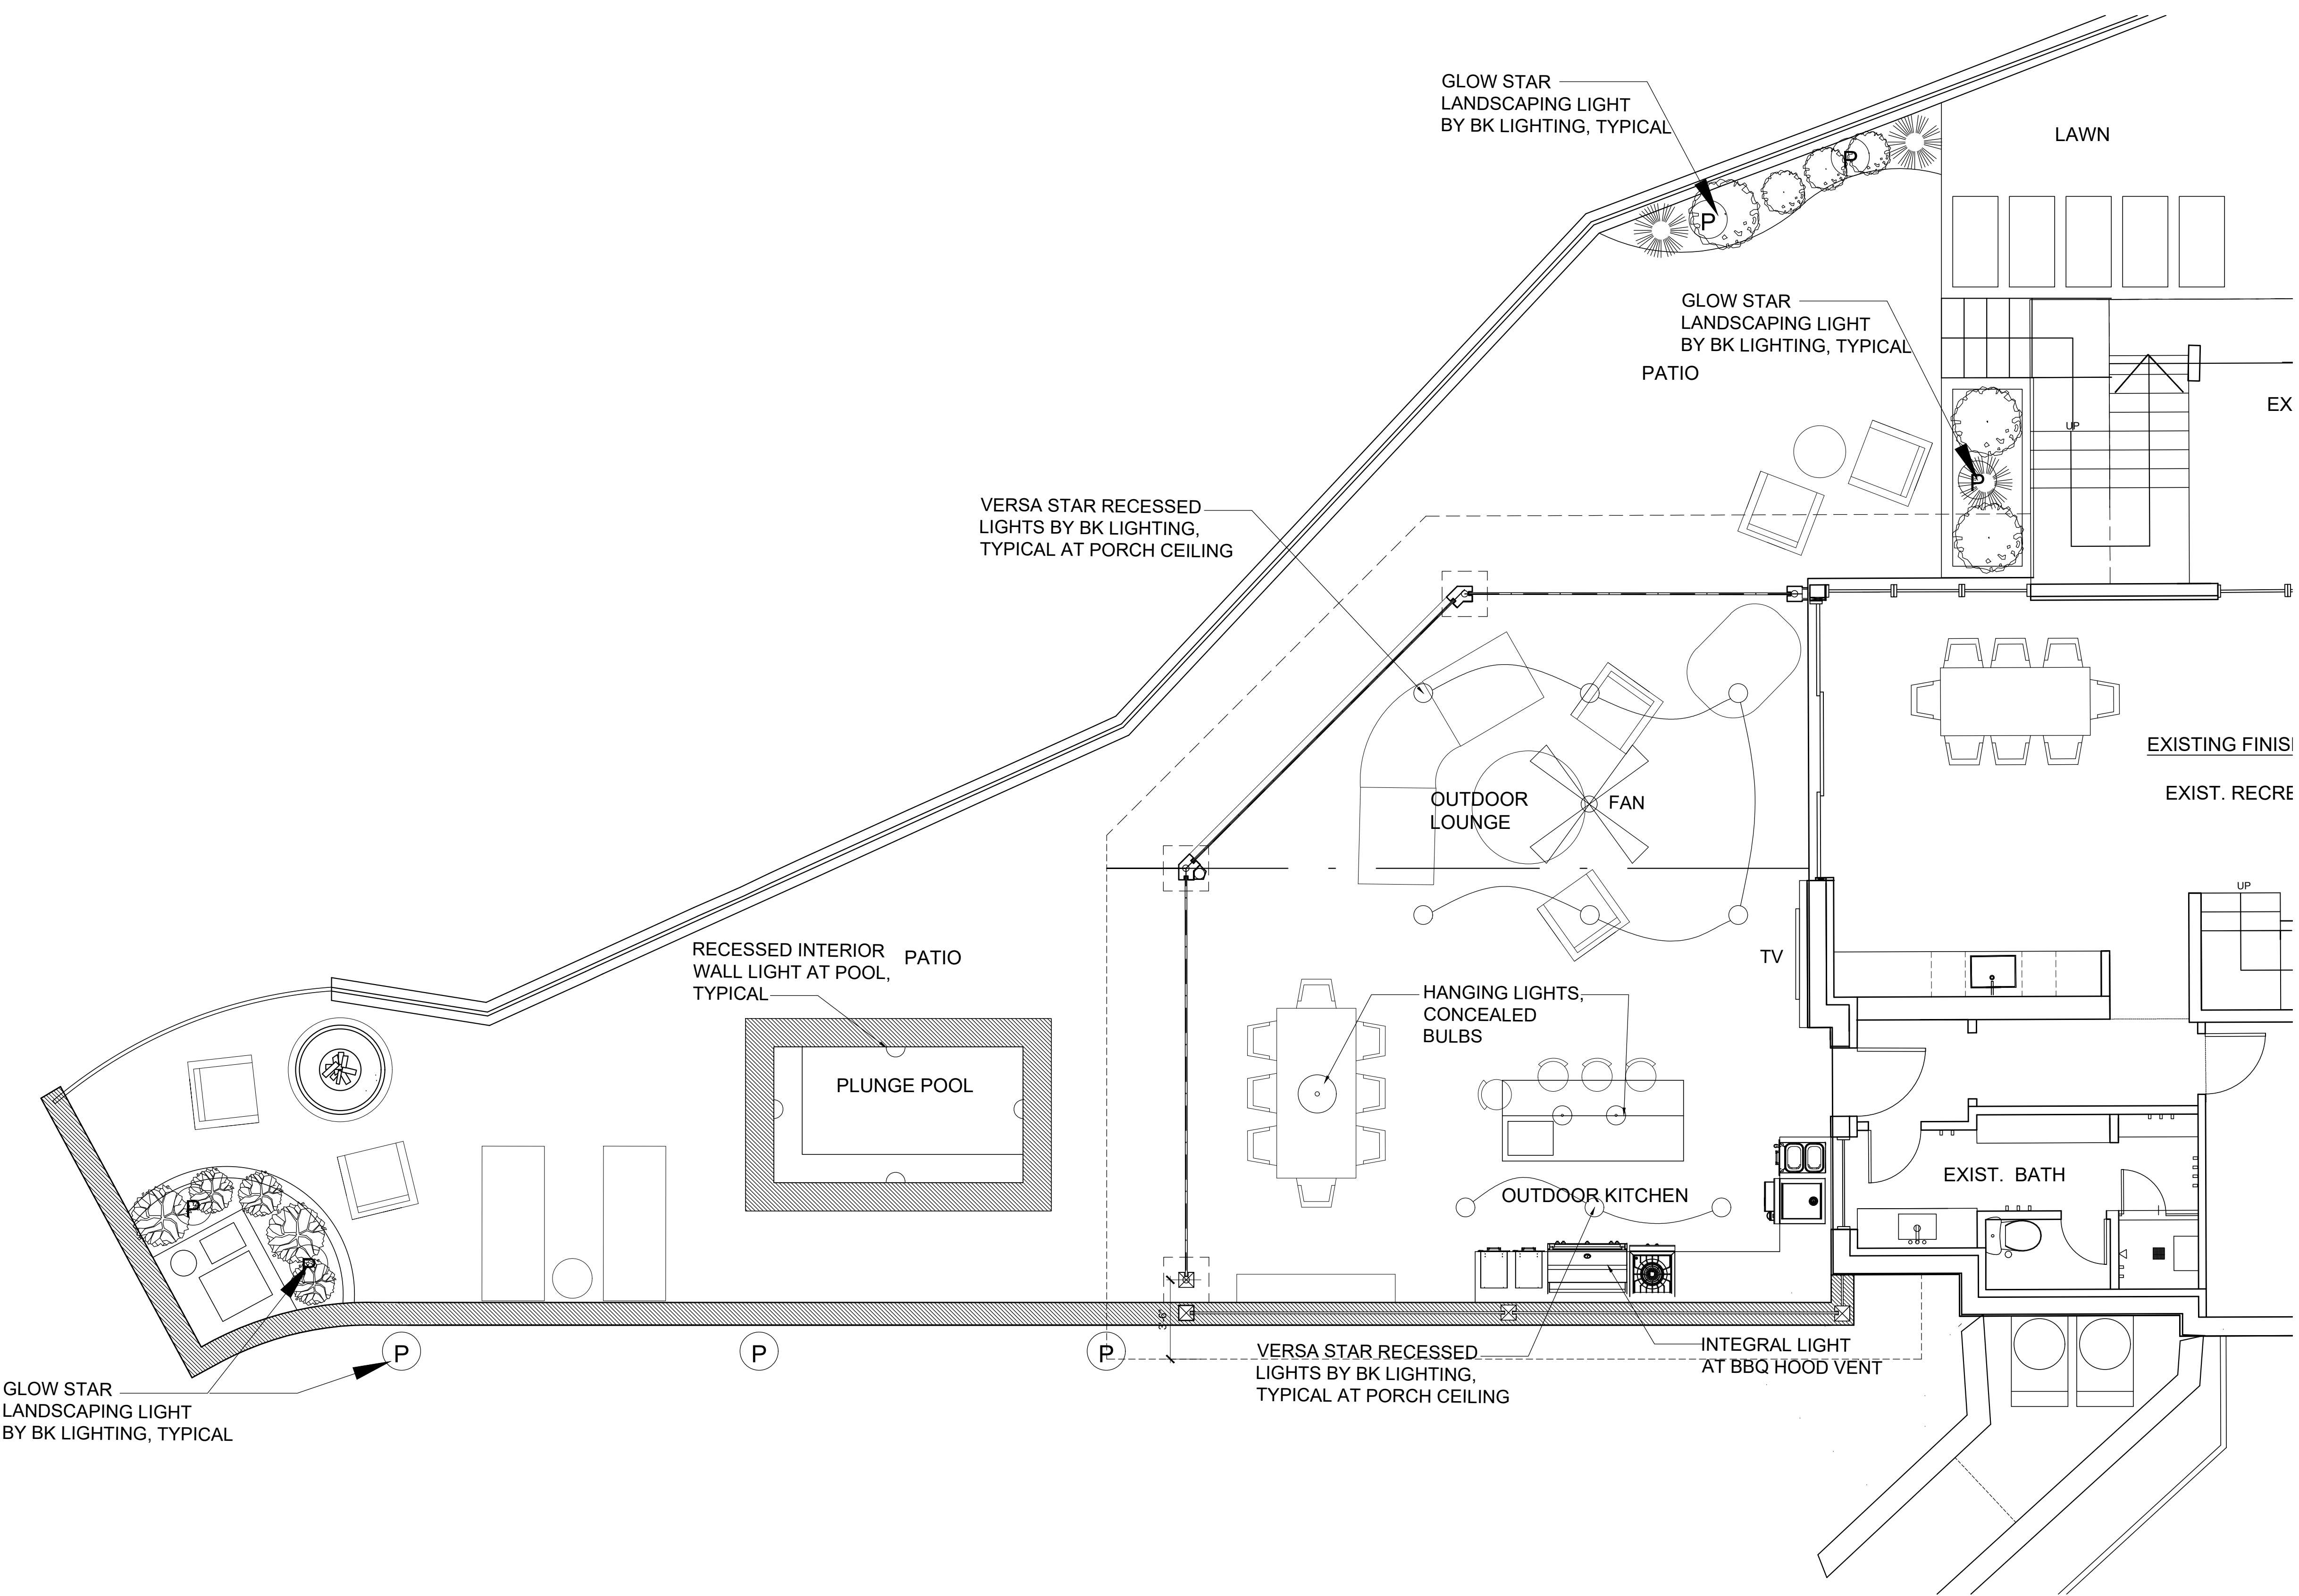 GLOW STAR
LANDSCAPING LIGHT
BY BK LIGHTING, TYPICAL
LAWN
P
P
GLOW STAR
LANDSCAPING LIGHT
BY BK LIGHTING, TYPICAL
PATIO
EX
UP
P
VERSA STAR RECESSED
LIGHTS BY BK LIGHTING,
TYPICAL AT PORCH CEILING
EXISTING FINIS
EXIST. RECRE
OUTDOOR
LOUNGE
FAN
UP
TV
RECESSED INTERIOR
WALL LIGHT AT POOL,
TYPICAL
PATIO
HANGING LIGHTS,
CONCEALED
BULBS
PLUNGE POOL
EXIST. BATH
OUTDOOR KITCHEN
P
3'-6"
P
P
P
VERSA STAR RECESSED
LIGHTS BY BK LIGHTING,
TYPICAL AT PORCH CEILING
INTEGRAL LIGHT
AT BBQ HOOD VENT
GLOW STAR
LANDSCAPING LIGHT
BY BK LIGHTING, TYPICAL